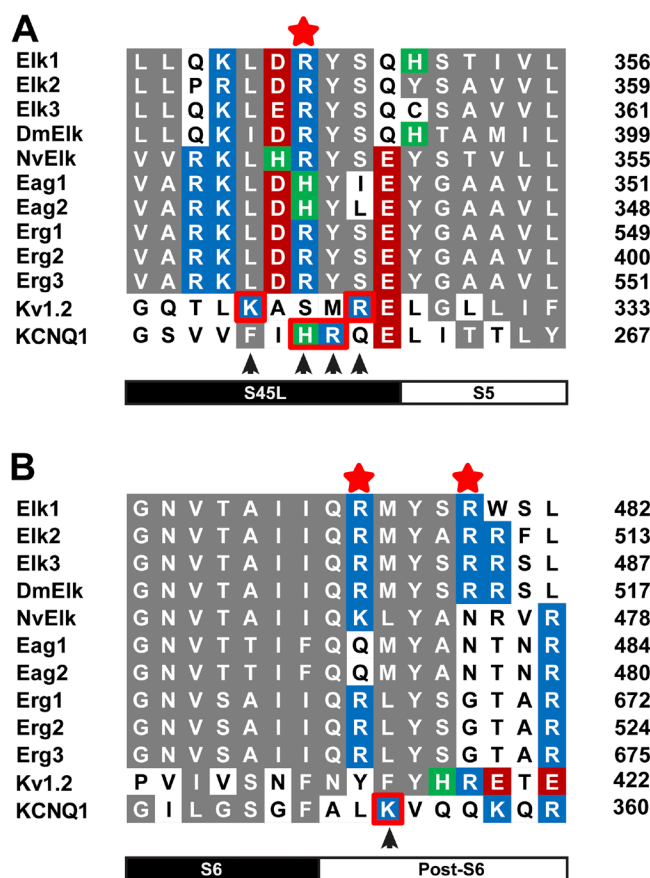 A
Elk1 L L Q K L D R Y S Q H S T I V L 356
Elk2 L L P R L D R Y S Q Y S A V V L 359
Elk3 L L Q K L E R Y S Q C S A V V L 361
DmElk L L Q K I D R Y S Q H T A M I L 399
NvElk V V R K L H R Y S E Y S T V L L 355
Eag1 V A R K L D H Y I E Y G A A V L 351
Eag2 V A R K L D H Y L E Y G A A V L 348
Erg1 V A R K L D R Y S E Y G A A V L 549
Erg2 V A R K L D R Y S E Y G A A V L 400
Erg3 V A R K L D R Y S E Y G A A V L 551
Kv1.2 G Q T L K A S M R E L G L L I F 333
KCNQ1 G S V V F I H R Q E L I T T L Y 267
S45L S5
B
Elk1 G N V T A I I Q R M Y S R W S L 482
Elk2 G N V T A I I Q R M Y A R R F L 513
Elk3 G N V T A I I Q R M Y S R R S L 487
DmElk G N V T A I I Q R M Y S R R S L 517
NvElk G N V T A I I Q K L Y A N R V R 478
Eag1 G N V T T I F Q Q M Y A N T N R 484
Eag2 G N V T T I F Q Q M Y A N T N R 480
Erg1 G N V S A I I Q R L Y S G T A R 672
Erg2 G N V S A I I Q R L Y S G T A R 524
Erg3 G N V S A I I Q R L Y S G T A R 675
Kv1.2 P V I V S N F N Y F Y H R E T E 422
KCNQ1 G I L G S G F A L K V Q Q K Q R 360
S6 Post-S6